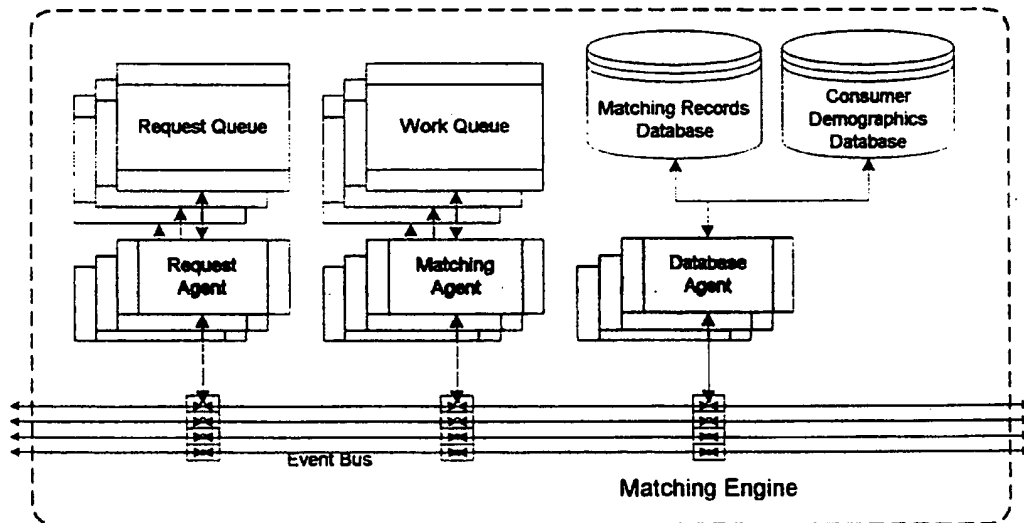 Request Queue
Work Queue
Matching Records
Database
Consumer
Demographics
Database
Request
Agent
Matching
Agent
Database
Agent
Event Bus
Matching Engine